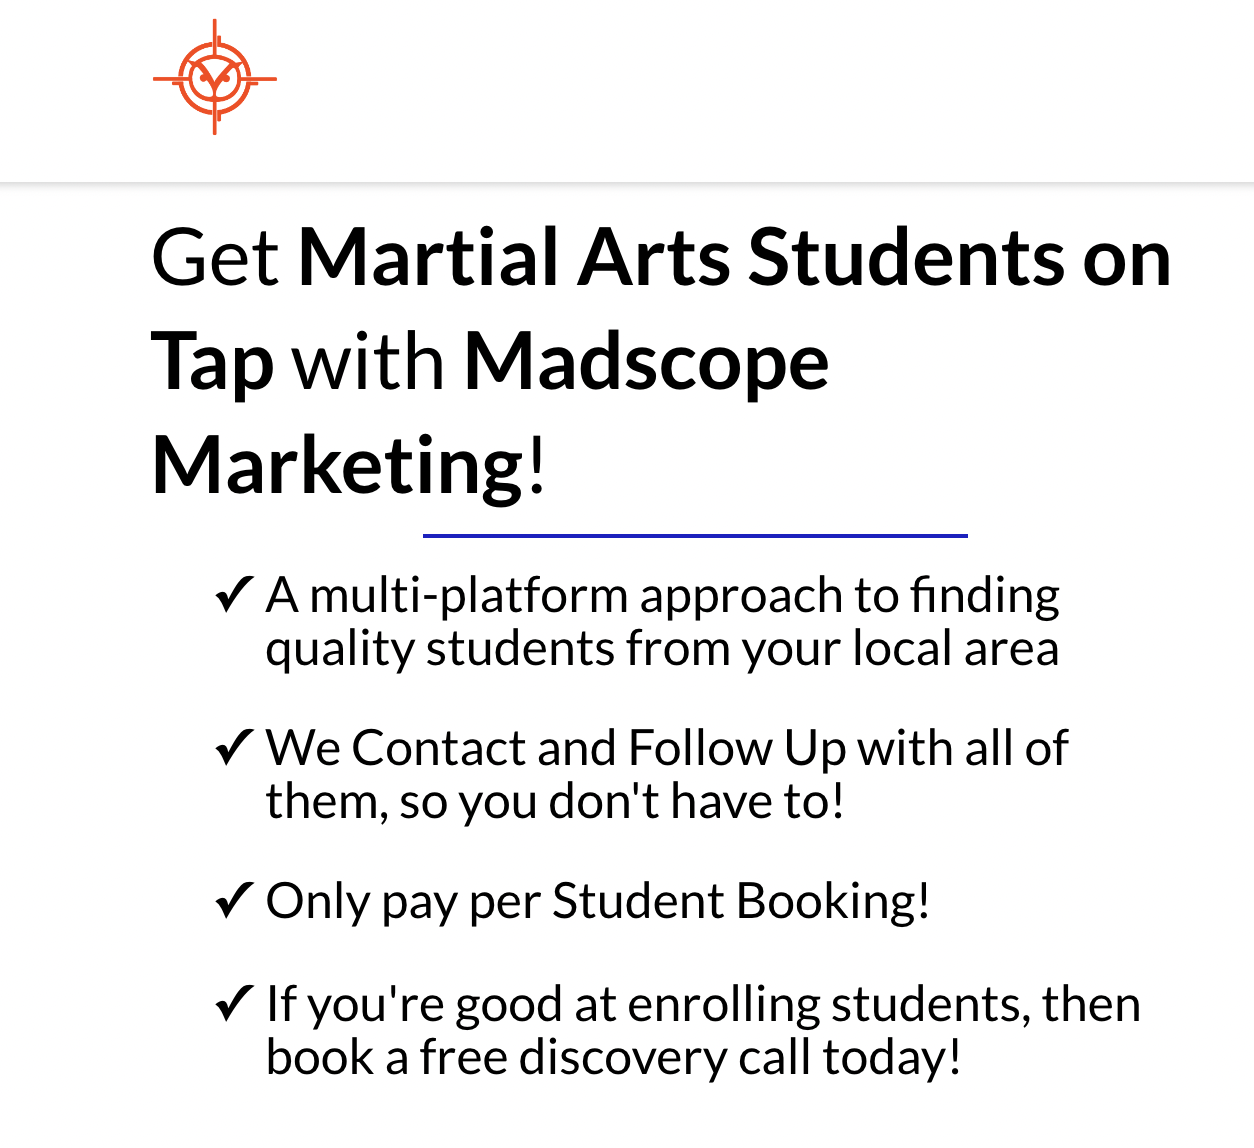 Get Martial Arts Students on
Tap with Madscope
Marketing!
✓ A multi-platform approach to finding
quality students from your local area
✓ We Contact and Follow Up with all of
them, so you don't have to!
✓ Only pay per Student Booking!
✓ If you're good at enrolling students, then
book a free discovery call today!